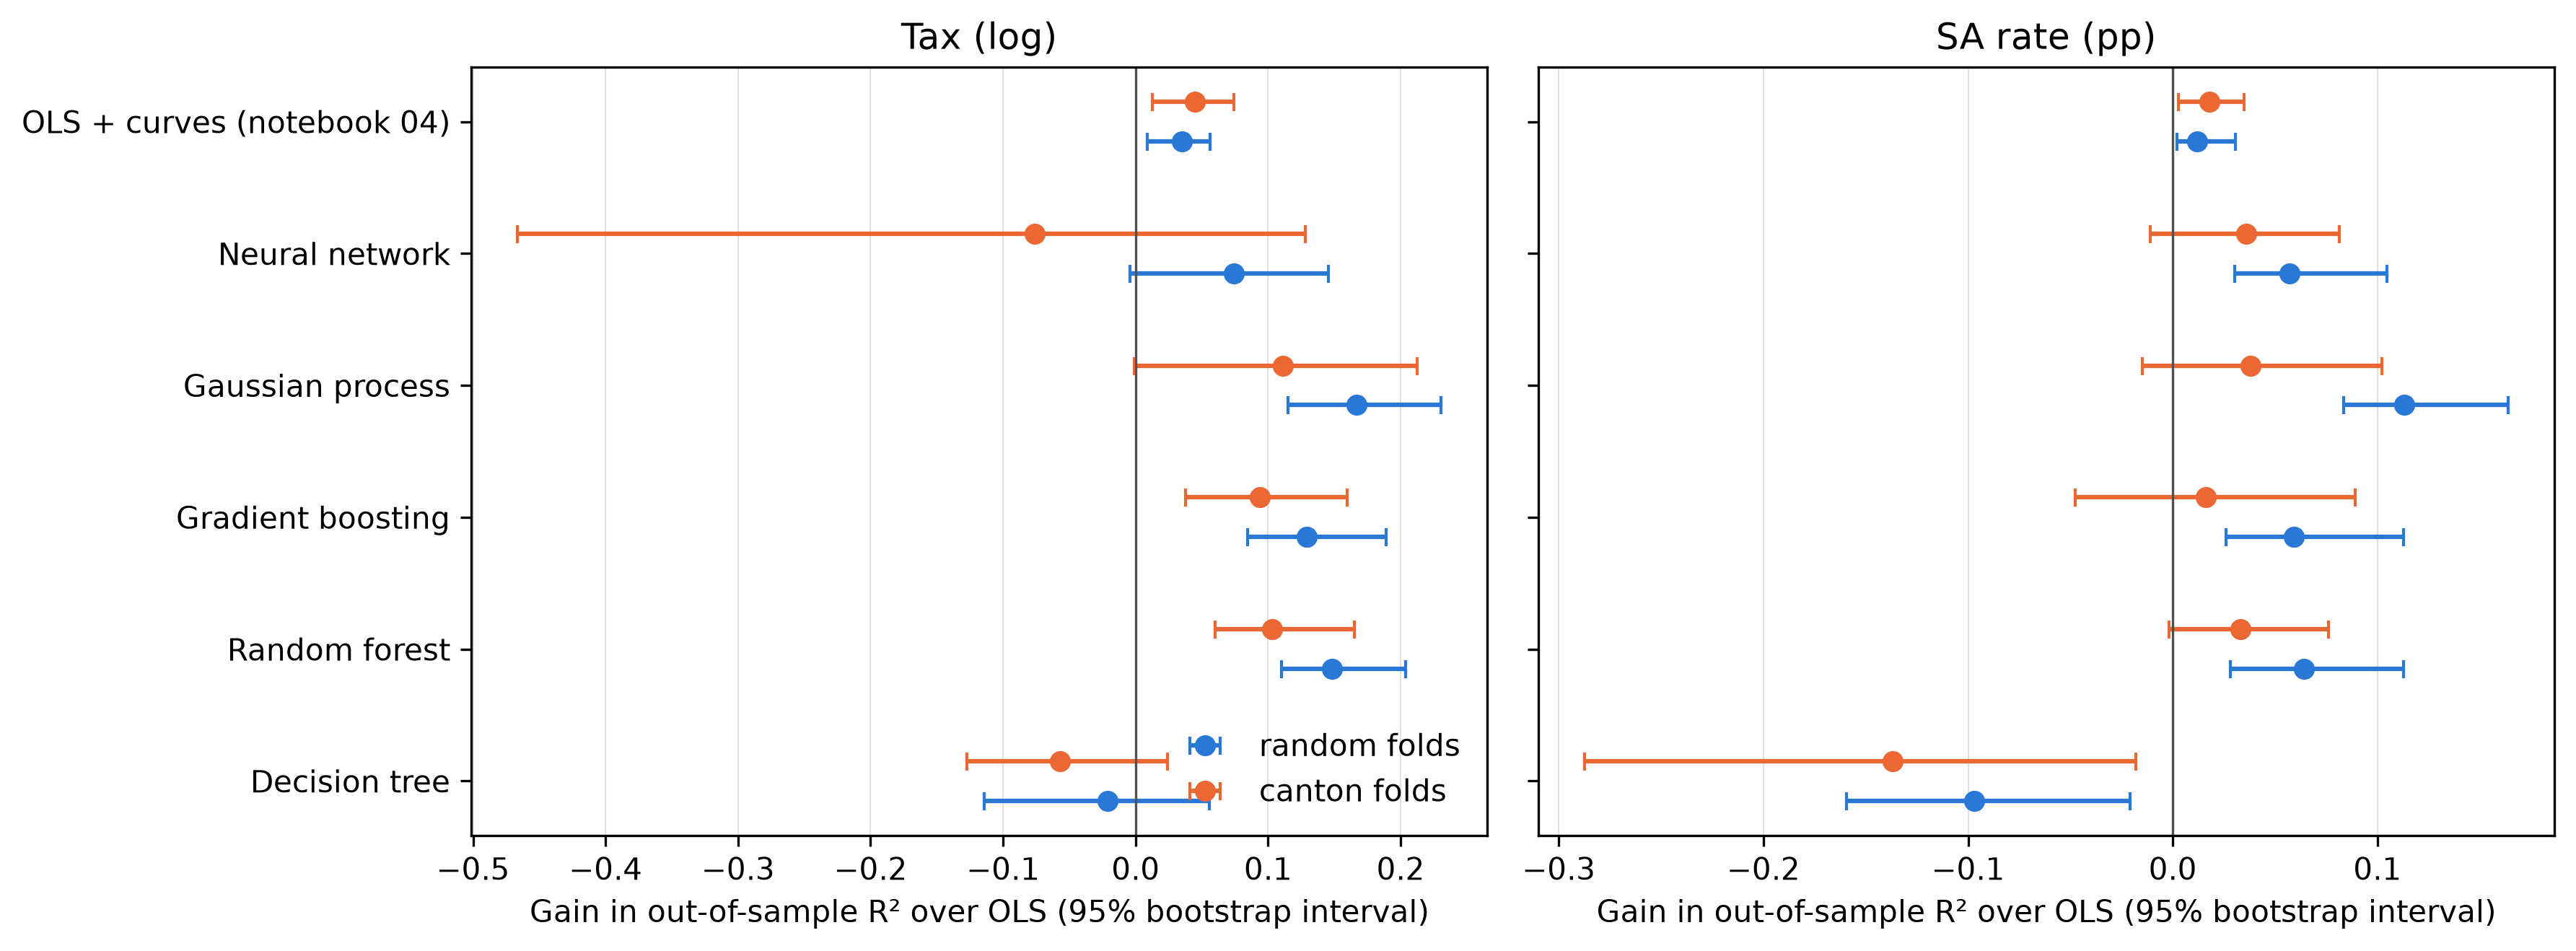 Tax (log)
SA rate (pp)
OLS + curves (notebook 04)
Neural network
Gaussian process
Gradient boosting
Random forest
Decision tree
random folds
canton folds
−0.5 −0.4 −0.3 −0.2 −0.1 0.0 0.1 0.2
−0.3 −0.2 −0.1 0.0 0.1
Gain in out-of-sample R² over OLS (95% bootstrap interval)
Gain in out-of-sample R² over OLS (95% bootstrap interval)